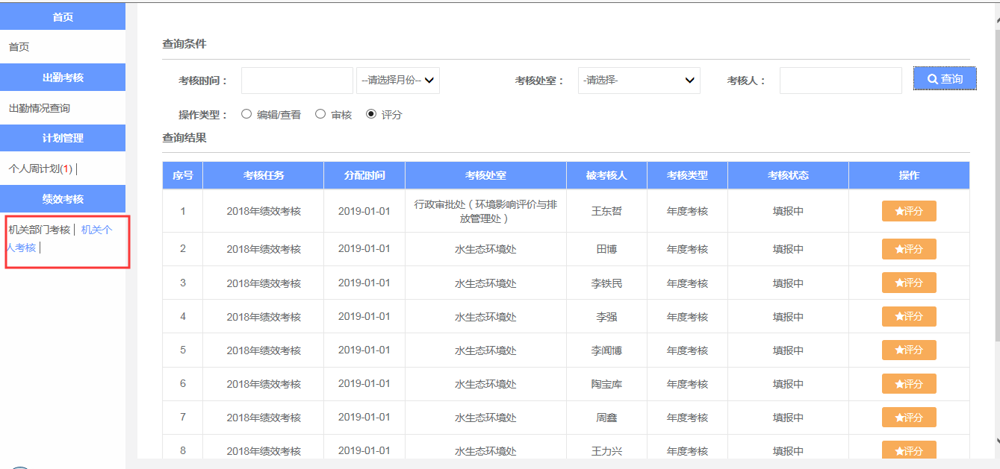 首页
首页
出勤考核
出勤情况查询
计划管理
个人周计划(1)
绩效考核
机关部门考核 机关个
人考核
查询条件
考核时间： --请选择月份-- 考核处室： -请选择- 考核人： 查询
操作类型： 编辑/查看 审核 评分
查询结果
序号 考核任务 分配时间 考核处室 被考核人 考核类型 考核状态 操作
1 2018年绩效考核 2019-01-01 行政审批处（环境影响评价与排
放管理处） 王东哲 年度考核 填报中 评分
2 2018年绩效考核 2019-01-01 水生态环境处 田博 年度考核 填报中 评分
3 2018年绩效考核 2019-01-01 水生态环境处 李铁民 年度考核 填报中 评分
4 2018年绩效考核 2019-01-01 水生态环境处 李强 年度考核 填报中 评分
5 2018年绩效考核 2019-01-01 水生态环境处 李闻博 年度考核 填报中 评分
6 2018年绩效考核 2019-01-01 水生态环境处 陶宝库 年度考核 填报中 评分
7 2018年绩效考核 2019-01-01 水生态环境处 周鑫 年度考核 填报中 评分
8 2018年绩效考核 2019-01-01 水生态环境处 王力兴 年度考核 填报中 评分